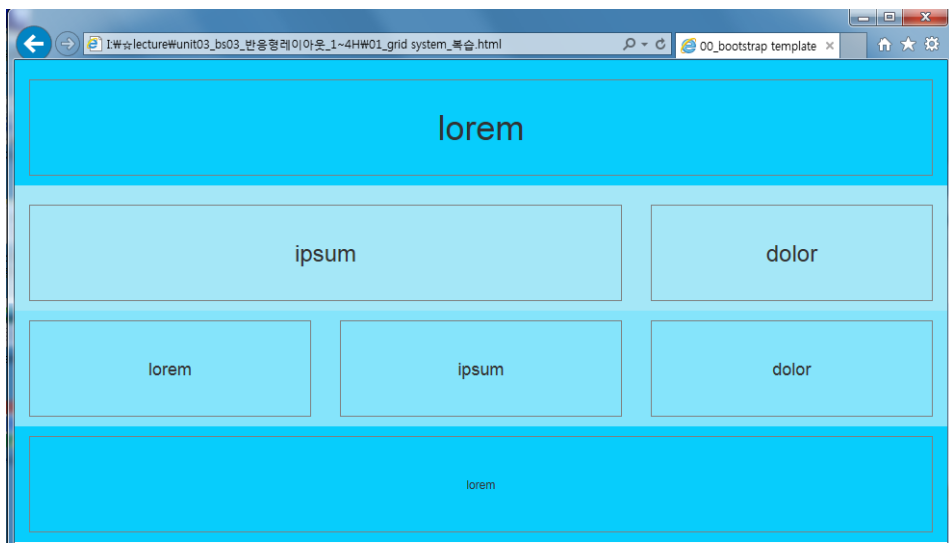 I:₩☆lecture₩unit03_bs03_반응형레이아웃_1~4H₩01_grid system_복습.html
00_bootstrap template
lorem
ipsum
dolor
lorem
ipsum
dolor
lorem